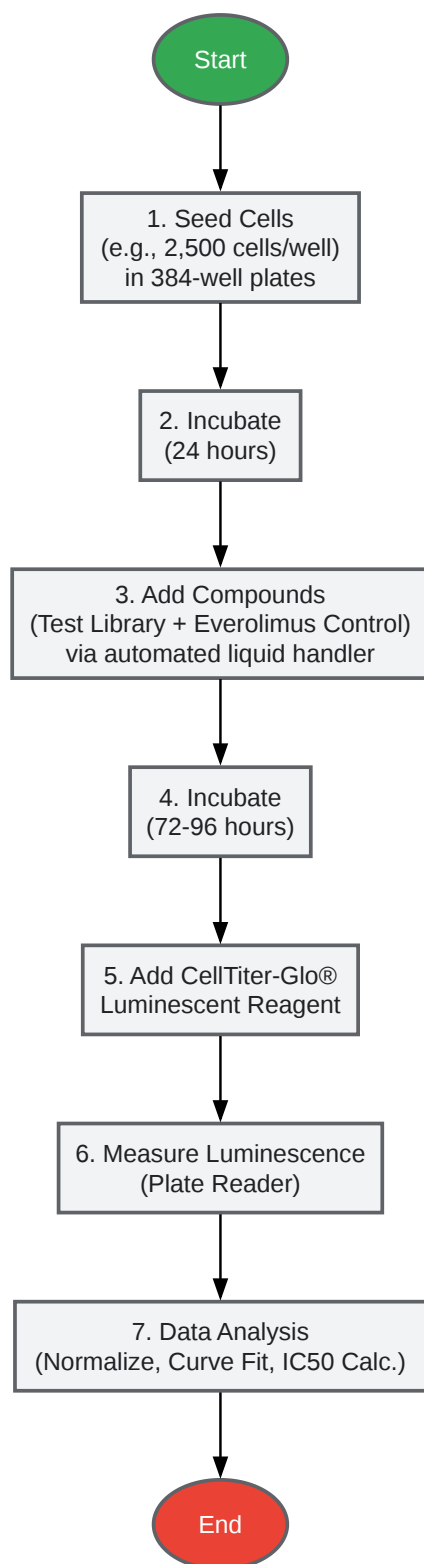 Start
1. Seed Cells
(e.g., 2,500 cells/well)
in 384-well plates
2. Incubate
(24 hours)
3. Add Compounds
(Test Library + Everolimus Control)
via automated liquid handler
4. Incubate
(72-96 hours)
5. Add CellTiter-Glo®
Luminescent Reagent
6. Measure Luminescence
(Plate Reader)
7. Data Analysis
(Normalize, Curve Fit, IC50 Calc.)
End